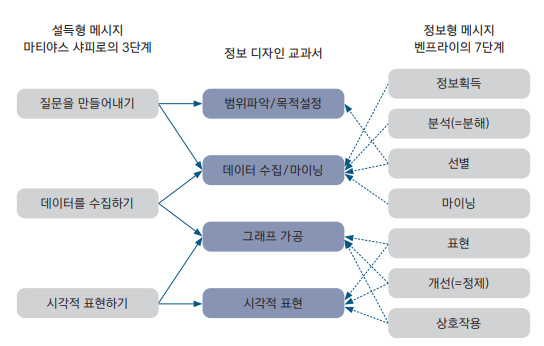 설득형 메시지
마티야스 샤피로의 3단계
질문을 만들어내기
데이터를 수집하기
시각적 표현하기
정보 디자인 교과서
범위파악/목적설정
데이터 수집/마이닝
그래프 가공
시각적 표현
정보형 메시지
벤프라이의 7단계
정보획득
분석(=분해)
선별
마이닝
표현
개선(=정제)
상호작용